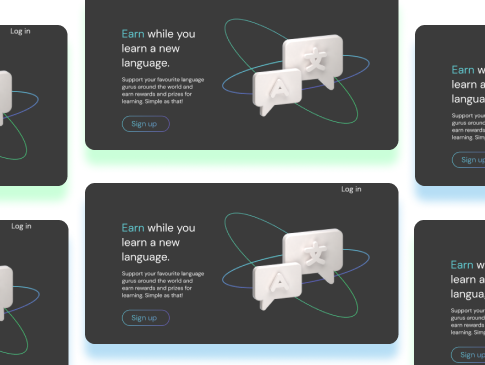 Log in
Earn while you
learn a new
language.
Support your favourite language
gurus around the world and
earn rewards and prizes for
learning. Simple as that!
Sign up
A
文
Earn w
learn a
langua
Support your
gurus around
earn rewards
learning. Sim
Sign up
Log in
Log in
Earn while you
learn a new
language.
Support your favourite language
gurus around the world and
earn rewards and prizes for
learning. Simple as that!
Sign up
A
文
Earn w
learn a
langua
Support your
gurus around
earn rewards
learning. Sim
Sign up